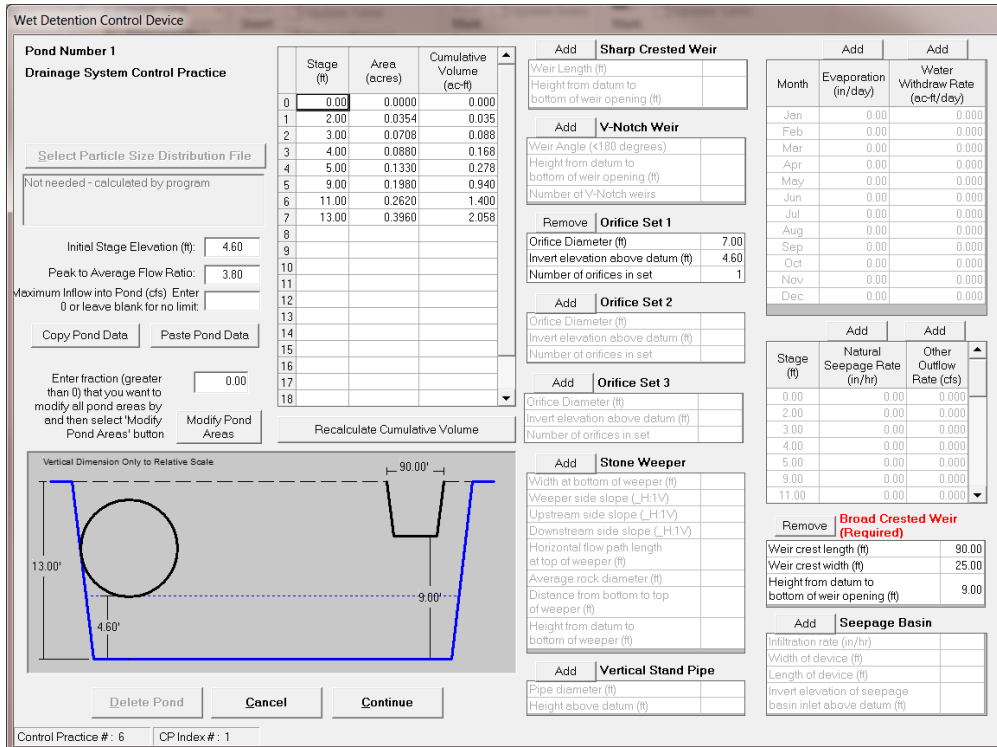 Wet Detention Control Device
Pond Number 1
Drainage System Control Practice
Select Particle Size Distribution File
Not needed - calculated by program
Initial Stage Elevation (ft): 4.60
Peak to Average Flow Ratio: 3.80
Maximum Inflow into Pond (cfs) Enter
0 or leave blank for no limit:
Copy Pond Data Paste Pond Data
Enter fraction (greater 0.00
than 0) that you want to
modify all pond areas by
and then select 'Modify
Pond Areas' button
Modify Pond
Areas
Stage
(ft)
Area
(acres)
Cumulative
Volume
(ac-ft)
0 0.00 0.0000 0.000
1 2.00 0.0354 0.035
2 3.00 0.0708 0.088
3 4.00 0.0880 0.168
4 5.00 0.1330 0.278
5 9.00 0.1980 0.940
6 11.00 0.2620 1.400
7 13.00 0.3960 2.058
8
9
10
11
12
13
14
15
16
17
18
Recalculate Cumulative Volume
Vertical Dimension Only to Relative Scale
90.00'
13.00'
9.00'
4.60'
Delete Pond Cancel Continue
Control Practice # : 6 CP Index # : 1
Add Sharp Crested Weir
Weir Length (ft)
Height from datum to
bottom of weir opening (ft)
Add V-Notch Weir
Weir Angle (<180 degrees)
Height from datum to
bottom of weir opening (ft)
Number of V-Notch weirs
Remove Orifice Set 1
Orifice Diameter (ft) 7.00
Invert elevation above datum (ft) 4.60
Number of orifices in set 1
Add Orifice Set 2
Orifice Diameter (ft)
Invert elevation above datum (ft)
Number of orifices in set
Add Orifice Set 3
Orifice Diameter (ft)
Invert elevation above datum (ft)
Number of orifices in set
Add Stone Weeper
Width at bottom of weeper (ft)
Weeper side slope (_H:1V)
Upstream side slope (_H:1V)
Downstream side slope (_H:1V)
Horizontal flow path length
at top of weeper (ft)
Average rock diameter (ft)
Distance from bottom to top
of weeper (ft)
Height from datum to
bottom of weeper (ft)
Add Vertical Stand Pipe
Pipe diameter (ft)
Height above datum (ft)
Add Add
Month
Evaporation
(in/day)
Water
Withdraw Rate
(ac-ft/day)
Jan 0.00 0.000
Feb 0.00 0.000
Mar 0.00 0.000
Apr 0.00 0.000
May 0.00 0.000
Jun 0.00 0.000
Jul 0.00 0.000
Aug 0.00 0.000
Sep 0.00 0.000
Oct 0.00 0.000
Nov 0.00 0.000
Dec 0.00 0.000
Add Add
Stage
(ft)
Natural
Seepage Rate
(in/hr)
Other
Outflow
Rate (cfs)
0.00 0.00 0.000
2.00 0.00 0.000
3.00 0.00 0.000
4.00 0.00 0.000
5.00 0.00 0.000
9.00 0.00 0.000
11.00 0.00 0.000
Remove Broad Crested Weir
(Required)
Weir crest length (ft) 90.00
Weir crest width (ft) 25.00
Height from datum to
bottom of weir opening (ft) 9.00
Add Seepage Basin
Infiltration rate (in/hr)
Width of device (ft)
Length of device (ft)
Invert elevation of seepage
basin inlet above datum (ft)